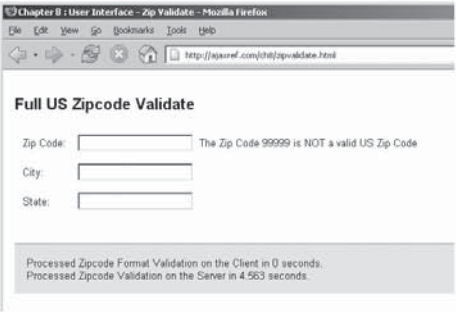 Chapter 8 : User Interface - Zip Validate - Mozilla Firefox
File Edit View Go Bookmarks Tools Help
http://ajaxref.com/ch8/zipvalidate.html
Full US Zipcode Validate
Zip Code: The Zip Code 99999 is NOT a valid US Zip Code
City:
State:
Processed Zipcode Format Validation on the Client in 0 seconds.
Processed Zipcode Validation on the Server in 4.563 seconds.